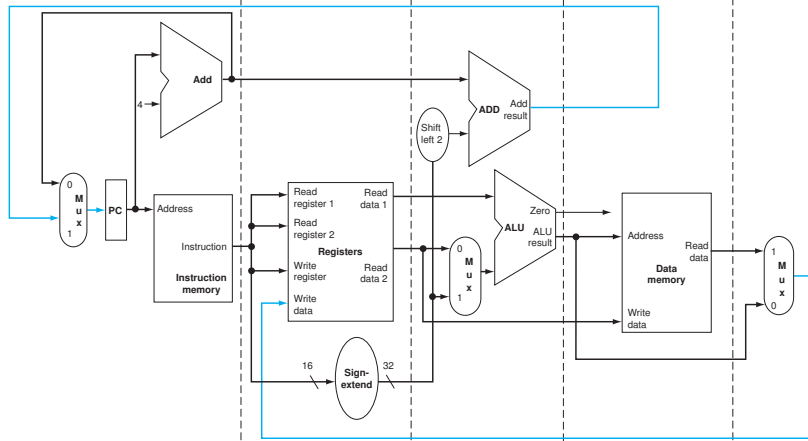 Add
4
ADD
Add
result
Shift
left 2
0
M
u
x
1
PC
Address
Instruction
Instruction
memory
Read
register 1
Read
register 2
Write
register
Write
data
Registers
Read
data 1
Read
data 2
0
M
u
x
1
Zero
ALU
ALU
result
Address
Read
data
Data
memory
Write
data
1
M
u
x
0
16
Sign-
extend
32